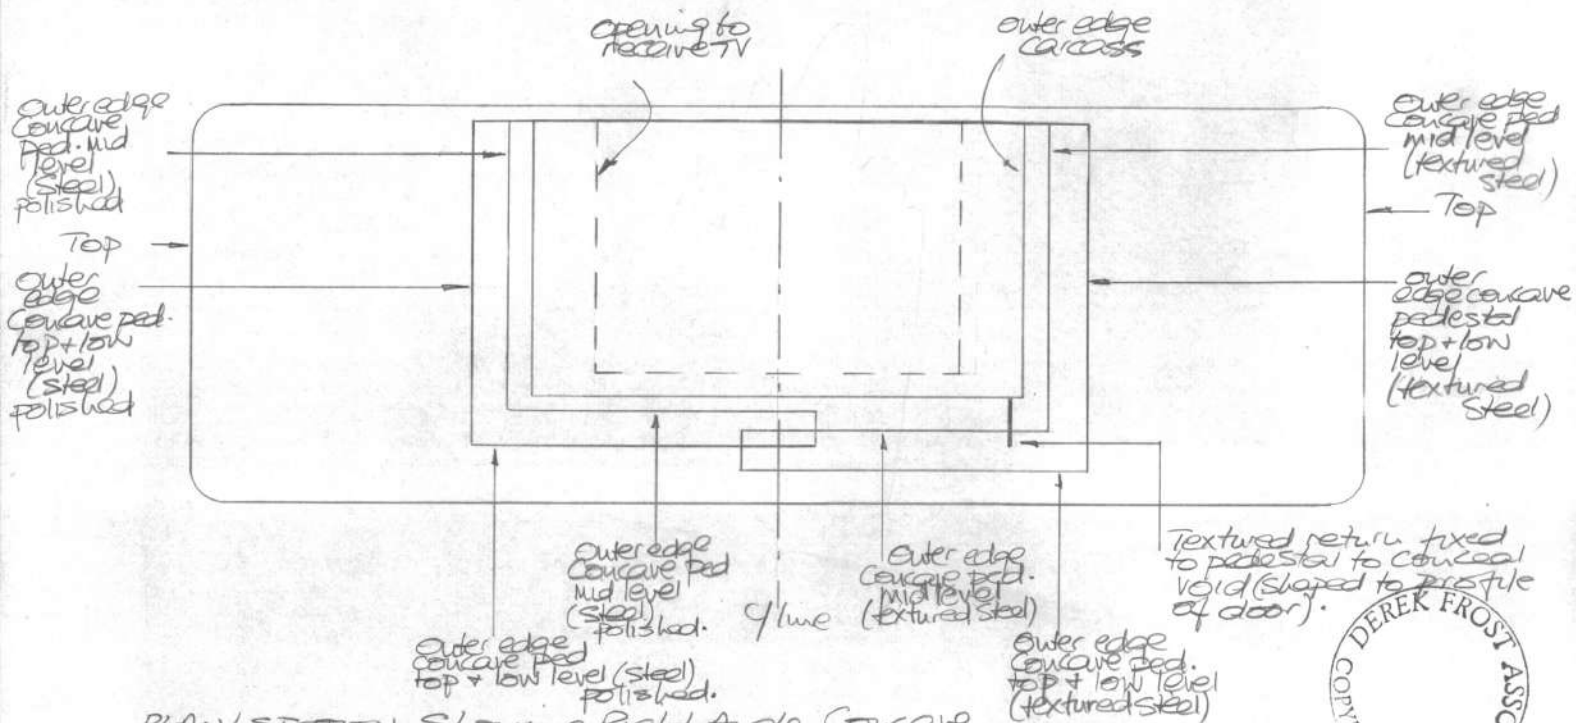 opening to
receive TV
outer edge
carcass
outer edge
Concave
Ped. Mid
level
(Steel)
polished
Top
outer
edge
Concave ped.
top + low
level
(steel)
polished
outer edge
Concave ped
mid level
(textured
steel)
Top
outer
edge concave
pedestal
top + low
level
(textured
Steel)
outer edge
Concave Ped
Mid level
(Steel)
polished.
C/line
outer edge
Concave ped.
mid level
(textured steel)
Textured return fixed
to pedestal to conceal
void (shaped to profile
of door).
outer edge
Concave ped
top + low level (steel)
polished.
outer edge
Concave ped.
top + low level
(textured steel)
DEREK FROST
Right Angle Concave